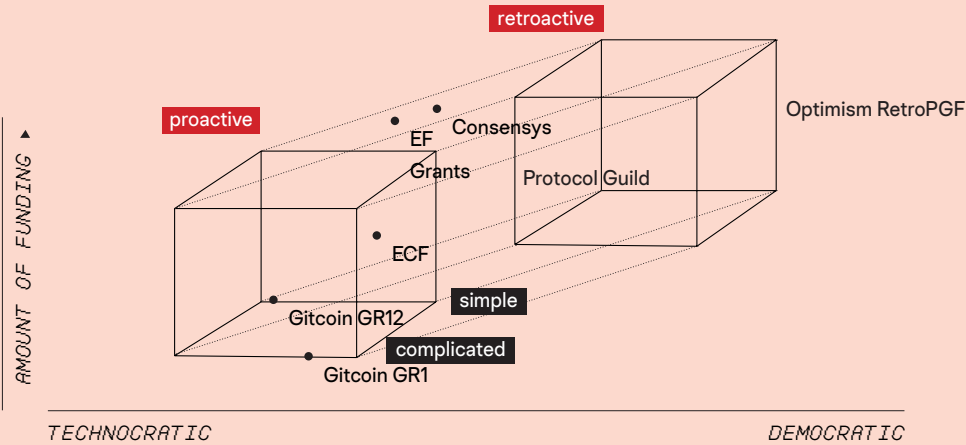 retroactive
proactive
Consensys
EF
Grants
Optimism RetroPGF
Protocol Guild
ECF
simple
Gitcoin GR12
complicated
Gitcoin GR1
AMOUNT OF FUNDING ▲
TECHNOCRATIC
DEMOCRATIC